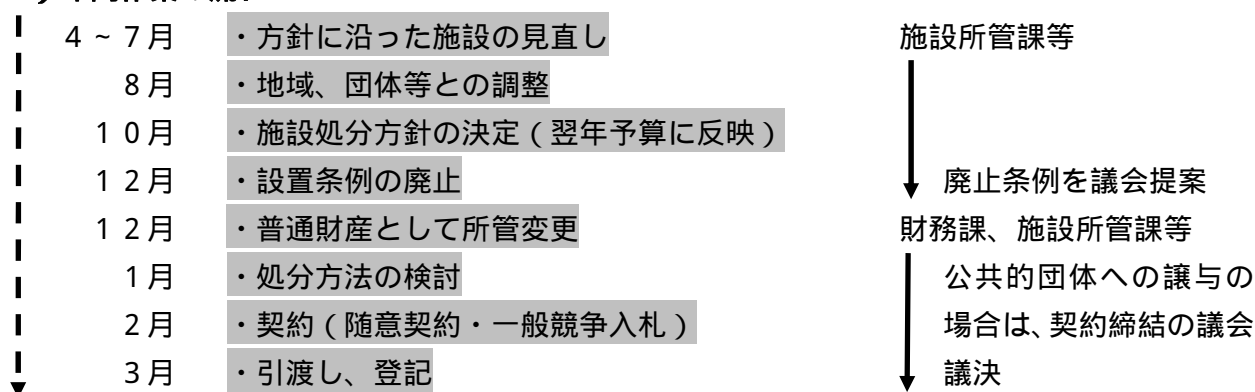 4～7月 ・方針に沿った施設の見直し 施設所管課等
8月 ・地域、団体等との調整
10月 ・施設処分方針の決定（翌年予算に反映）
12月 ・設置条例の廃止 廃止条例を議会提案
12月 ・普通財産として所管変更 財務課、施設所管課等
1月 ・処分方法の検討 公共的団体への譲与の
2月 ・契約（随意契約・一般競争入札） 場合は、契約締結の議会
3月 ・引渡し、登記 議決